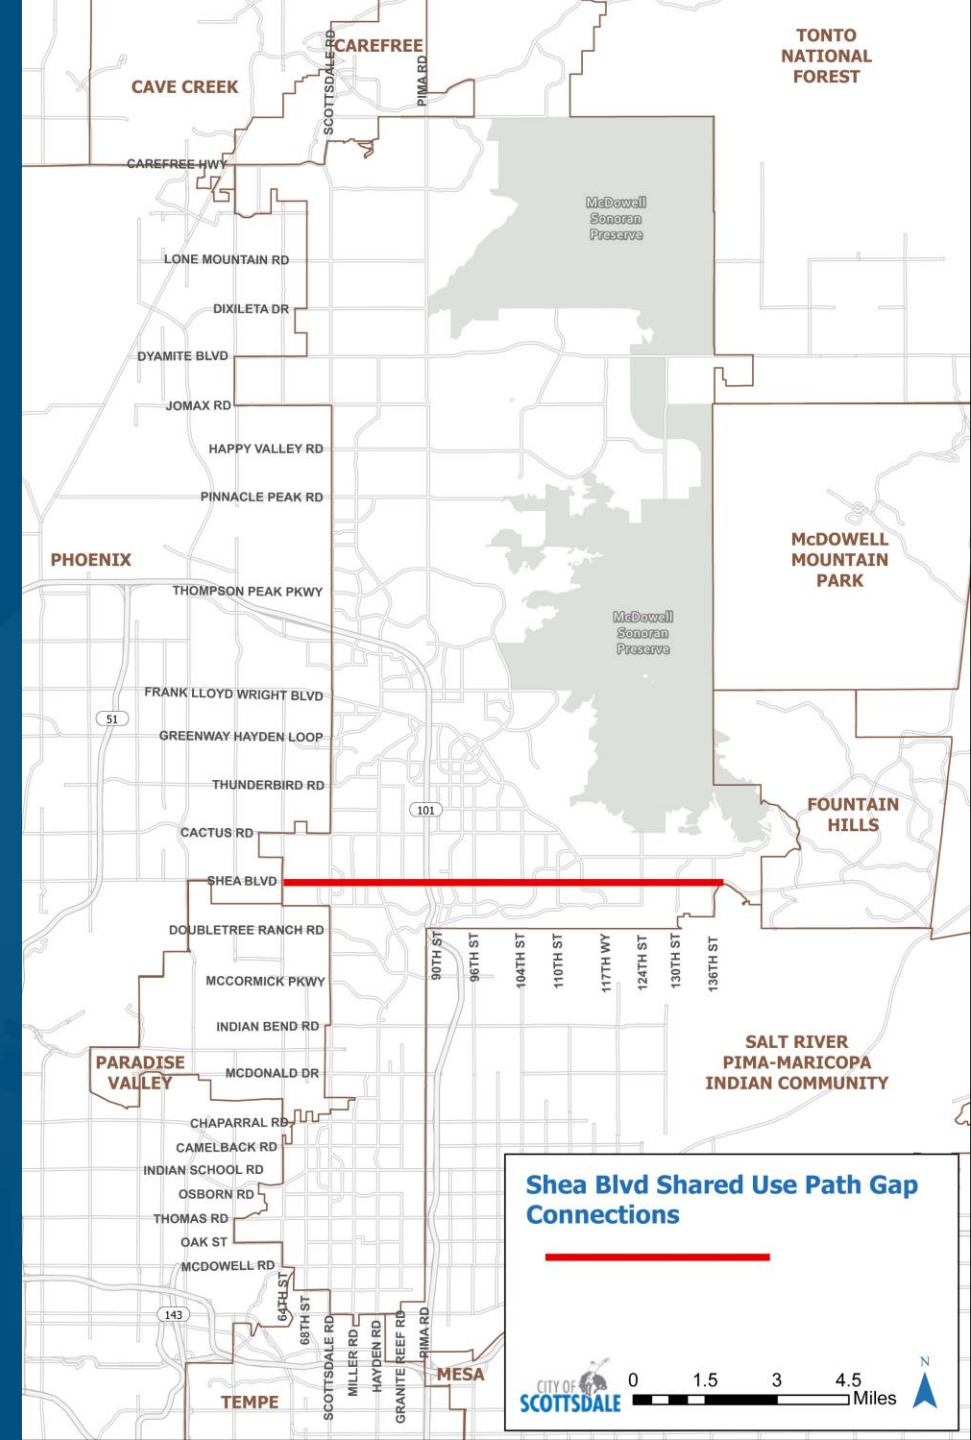 CAREFREE
CAVE CREEK
TONTO
NATIONAL
FOREST
SCOTTSDALE RD
PIMA RD
CAREFREE HWY
McDowell
Sonoran
Preserve
LONE MOUNTAIN RD
DIXILETA DR
DYAMITE BLVD
JOMAX RD
HAPPY VALLEY RD
PINNACLE PEAK RD
PHOENIX
McDOWELL
MOUNTAIN
PARK
THOMPSON PEAK PKWY
McDowell
Sonoran
Preserve
FRANK LLOYD WRIGHT BLVD
51
GREENWAY HAYDEN LOOP
THUNDERBIRD RD
101
FOUNTAIN
HILLS
CACTUS RD
SHEA BLVD
DOUBLETREE RANCH RD
90TH ST
96TH ST
104TH ST
110TH ST
117TH WY
124TH ST
130TH ST
136TH ST
MCCORMICK PKWY
INDIAN BEND RD
PARADISE
VALLEY
MCDONALD DR
SALT RIVER
PIMA-MARICOPA
INDIAN COMMUNITY
CHAPARRAL RD
CAMELBACK RD
INDIAN SCHOOL RD
OSBORN RD
THOMAS RD
OAK ST
MCDOWELL RD
143
64TH ST
68TH ST
SCOTTSDALE RD
MILLER RD
HAYDEN RD
GRANITE REEF RD
PIMA RD
TEMPE
MESA
Shea Blvd Shared Use Path Gap
Connections
CITY OF
SCOTTSDALE
0 1.5 3 4.5
Miles
N